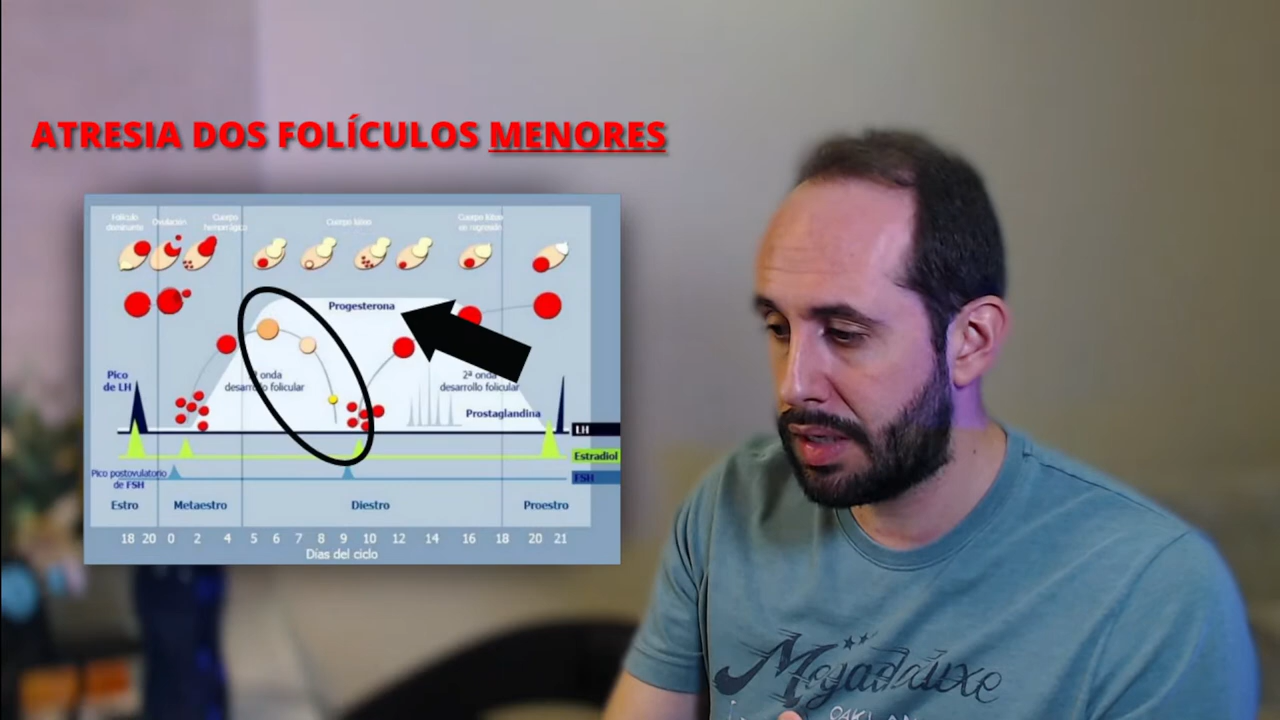 ATRESIA DOS FOLÍCULOS MENORES
Folículo dominante
Ovulación
Cuerpo hemorrágico
Cuerpo lúteo
Cuerpo lúteo en regresión
Progesterona
Pico de LH
onda desarrollo folicular
2ª onda desarrollo folicular
Prostaglandina
LH
Estradiol
FSH
Pico postovulatorio de FSH
Estro Metaestro Diestro Proestro
18 20 0 2 4 5 6 7 8 9 10 12 14 16 18 20 21
Dias del ciclo
OAKLAN